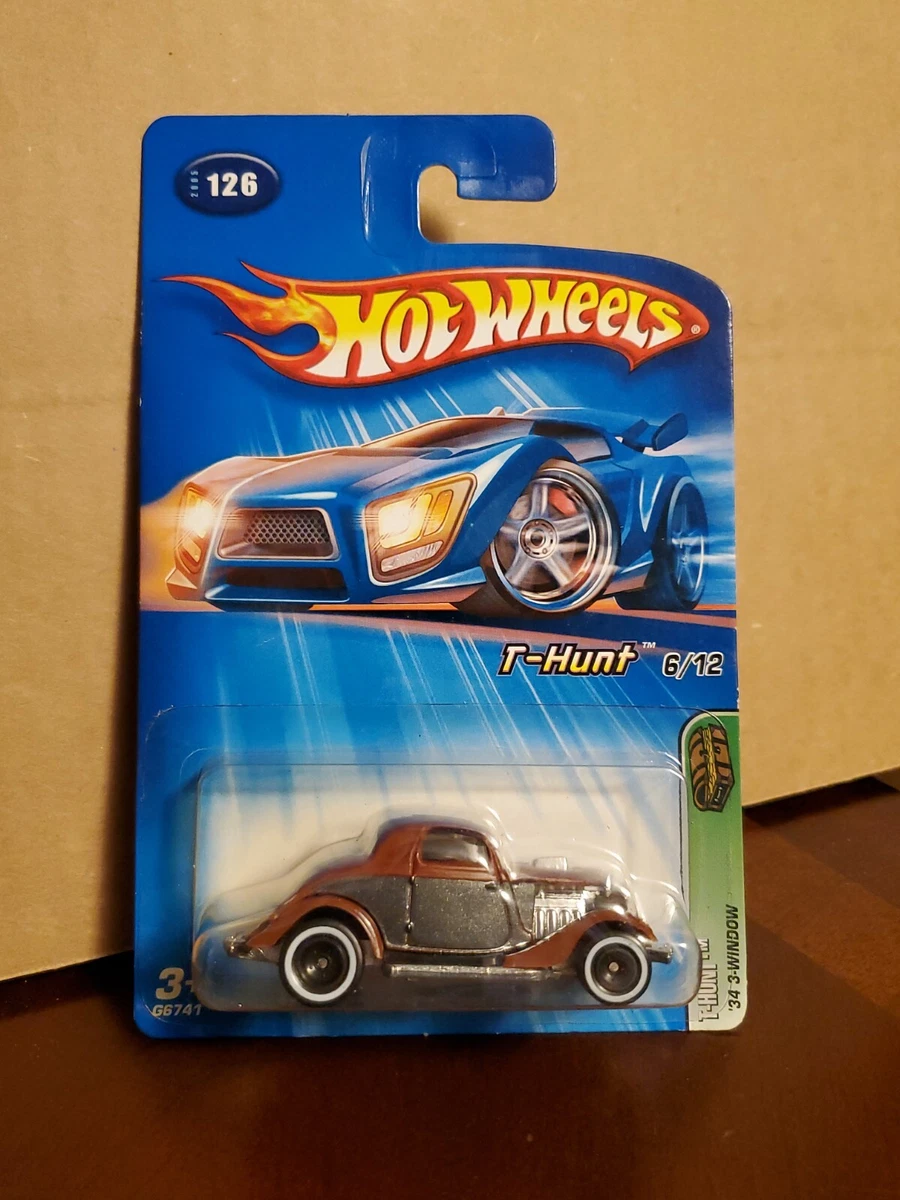 2005 126
HOT WHEELS®
T-Hunt™ 6/12
3+
G6741
T-HUNT™
'34 3-WINDOW